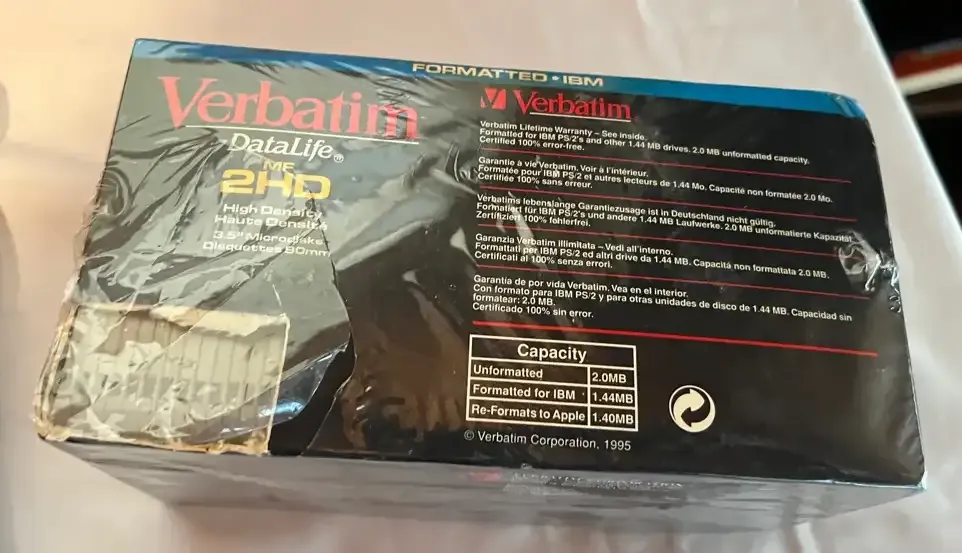 FORMATTED • IBM
Verbatim
DataLife®
MF
2HD
High Density
Haute Densité
3.5" Microdisks
Disquettes 90mm
Verbatim
Verbatim Lifetime Warranty – See inside.
Formatted for IBM PS/2's and other 1.44 MB drives. 2.0 MB unformatted capacity.
Certified 100% error-free.
Garantie à vie Verbatim. Voir à l'intérieur.
Formatée pour IBM PS/2 et autres lecteurs de 1.44 Mo. Capacité non formatée 2.0 Mo.
Certifiée 100% sans erreur.
Verbatims lebenslange Garantiezusage ist in Deutschland nicht gültig.
Formatiert für IBM PS/2's und andere 1.44 MB Laufwerke. 2.0 MB unformatierte Kapazität
Zertifiziert 100% fehlerfrei.
Garanzia Verbatim illimitata – Vedi all'interno.
Formattati per IBM PS/2 ed altri drive da 1.44 MB. Capacità non formattata 2.0 MB.
Certificati al 100% senza errori.
Garantía de por vida Verbatim. Vea en el interior.
Con formato para IBM PS/2 y para otras unidades de disco de 1.44 MB. Capacidad sin
formatear: 2.0 MB.
Certificado 100% sin error.
Capacity
Unformatted 2.0MB
Formatted for IBM 1.44MB
Re-Formats to Apple 1.40MB
© Verbatim Corporation, 1995